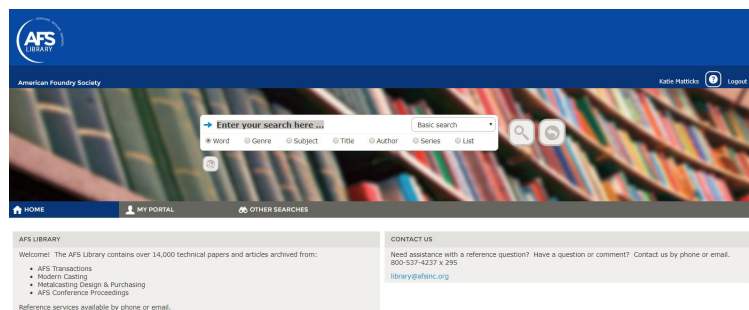 AFS
LIBRARY
American Foundry Society
Katie Matticks ? Logout
Enter your search here ...
Basic search
Word Genre Subject Title Author Series List
HOME MY PORTAL OTHER SEARCHES
AFS LIBRARY
Welcome! The AFS Library contains over 14,000 technical papers and articles archived from:
• AFS Transactions
• Modern Casting
• Metalcasting Design & Purchasing
• AFS Conference Proceedings
Reference services available by phone or email.
CONTACT US
Need assistance with a reference question? Have a question or comment? Contact us by phone or email.
800-537-4237 x 295
library@afsinc.org